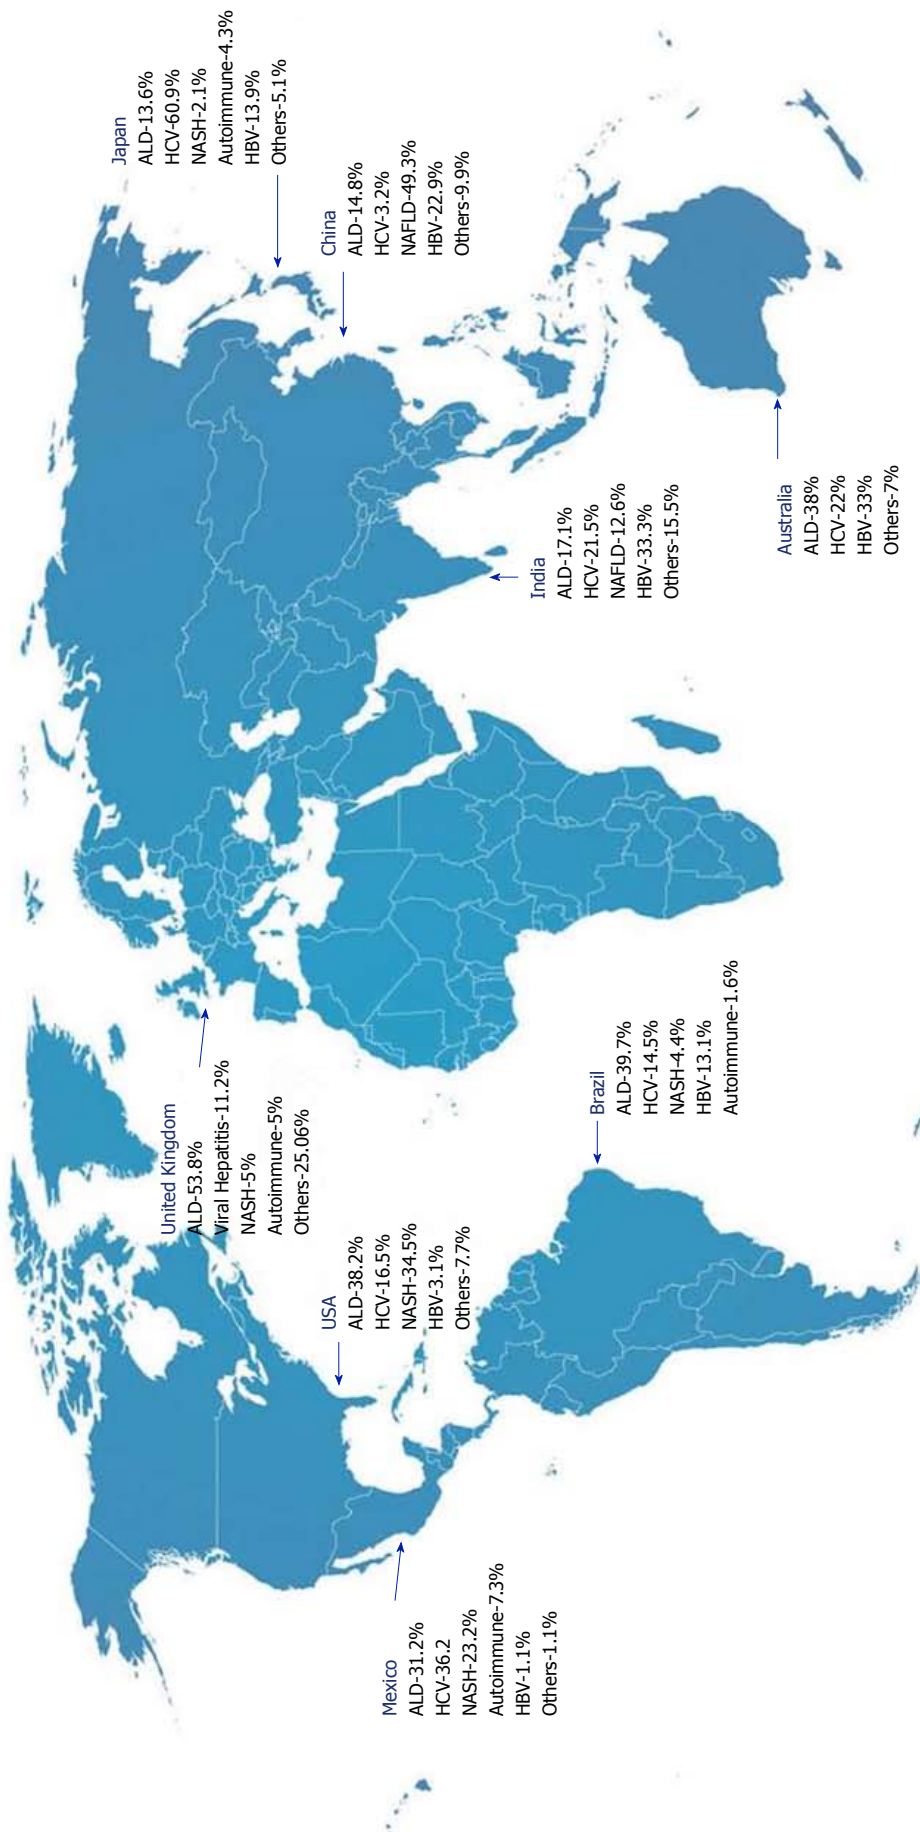 Mexico
ALD-31.2%
HCV-36.2
NASH-23.2%
Autoimmune-7.3%
HBV-1.1%
Others-1.1%
USA
ALD-38.2%
HCV-16.5%
NASH-34.5%
HBV-3.1%
Others-7.7%
United Kingdom
ALD-53.8%
Viral Hepatitis-11.2%
NASH-5%
Autoimmune-5%
Others-25.06%
Brazil
ALD-39.7%
HCV-14.5%
NASH-4.4%
HBV-13.1%
Autoimmune-1.6%
India
ALD-17.1%
HCV-21.5%
NAFLD-12.6%
HBV-33.3%
Others-15.5%
Australia
ALD-38%
HCV-22%
HBV-33%
Others-7%
China
ALD-14.8%
HCV-3.2%
NAFLD-49.3%
HBV-22.9%
Others-9.9%
Japan
ALD-13.6%
HCV-60.9%
NASH-2.1%
Autoimmune-4.3%
HBV-13.9%
Others-5.1%